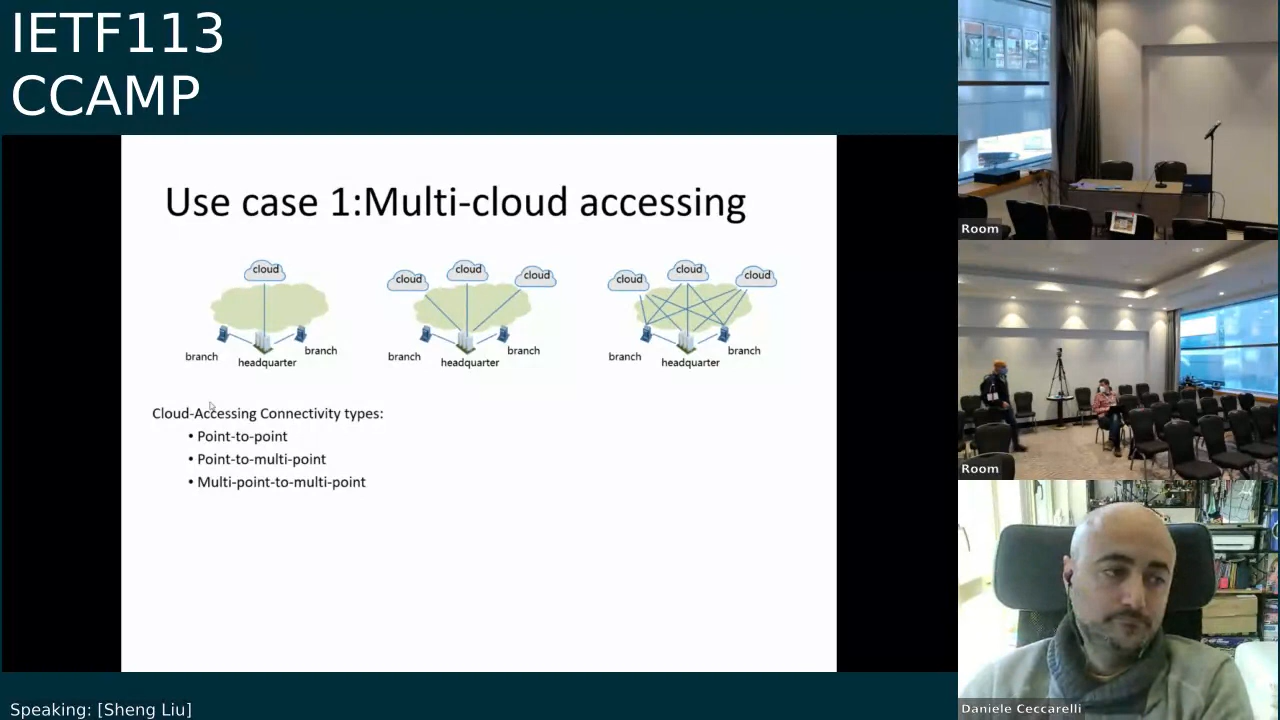 IETF113
CCAMP
Use case 1:Multi-cloud accessing
cloud
cloud
cloud
cloud
cloud
cloud
cloud
branch
branch
headquarter
branch
branch
headquarter
branch
branch
headquarter
Cloud-Accessing Connectivity types:
• Point-to-point
• Point-to-multi-point
• Multi-point-to-multi-point
Room
Room
Daniele Ceccarelli
Speaking: [Sheng Liu]